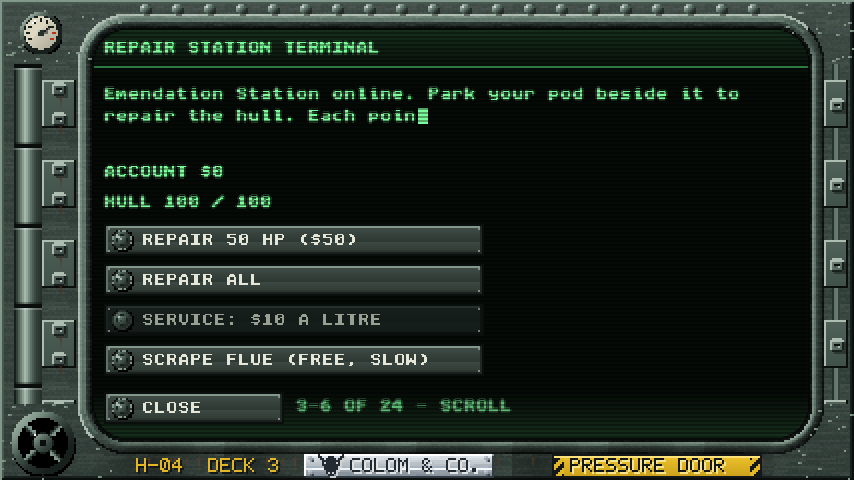 REPAIR STATION TERMINAL
Emendation Station online. Park your pod beside it to
repair the hull. Each poin
ACCOUNT $0
HULL 100 / 100
REPAIR 50 HP ($50)
REPAIR ALL
SERVICE: $10 A LITRE
SCRAPE FLUE (FREE, SLOW)
CLOSE
3-6 OF 24 - SCROLL
H-04 DECK 3
COLOM & CO.
PRESSURE DOOR